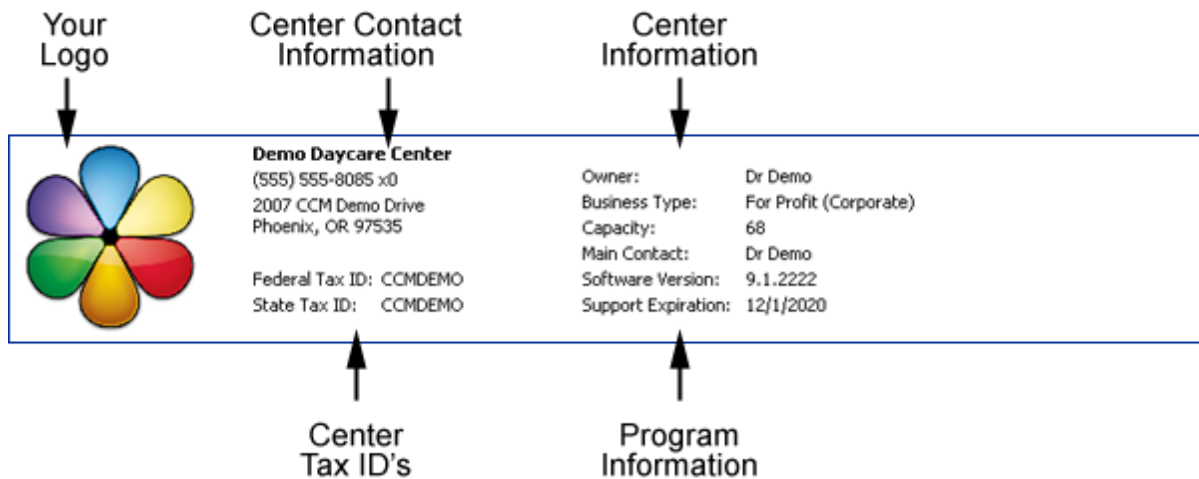 Your
Logo
Center Contact
Information
Center
Information
Demo Daycare Center
(555) 555-8085 x0
2007 CCM Demo Drive
Phoenix, OR 97535
Federal Tax ID: CCMDEMO
State Tax ID: CCMDEMO
Owner: Dr Demo
Business Type: For Profit (Corporate)
Capacity: 68
Main Contact: Dr Demo
Software Version: 9.1.2222
Support Expiration: 12/1/2020
Center
Tax ID's
Program
Information